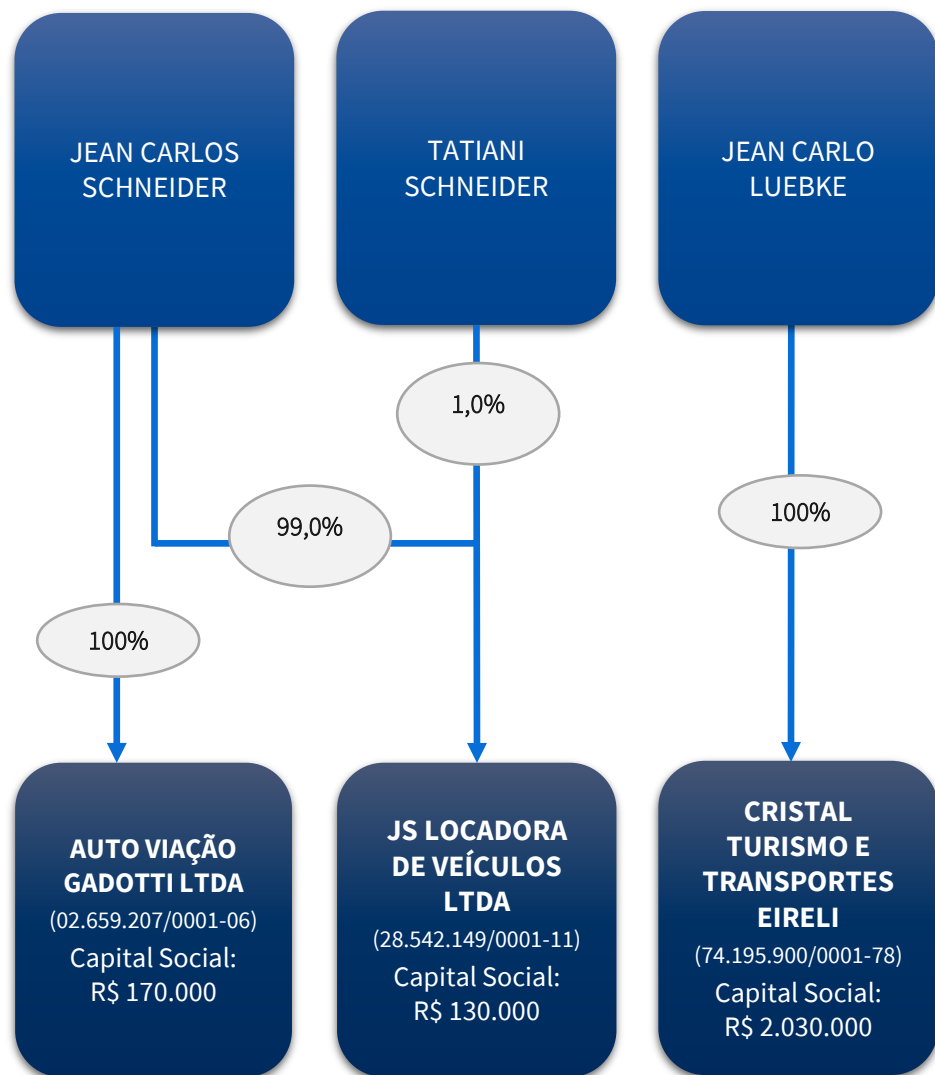 JEAN CARLOS
SCHNEIDER
TATIANI
SCHNEIDER
JEAN CARLO
LUEBKE
1,0%
99,0%
100%
100%
AUTO VIAÇÃO
GADOTTI LTDA
(02.659.207/0001-06)
Capital Social:
R$ 170.000
JS LOCADORA
DE VEÍCULOS
LTDA
(28.542.149/0001-11)
Capital Social:
R$ 130.000
CRISTAL
TURISMO E
TRANSPORTES
EIRELI
(74.195.900/0001-78)
Capital Social:
R$ 2.030.000